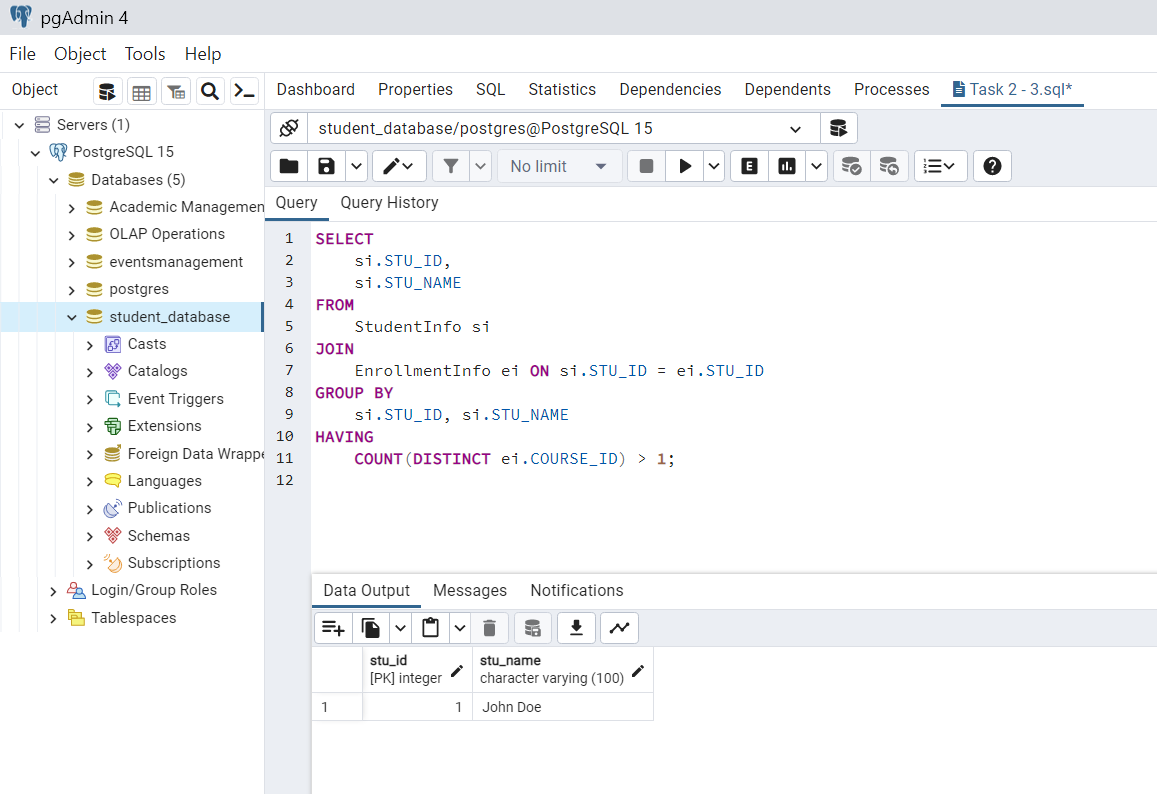 pgAdmin 4
File Object Tools Help
Object
Dashboard Properties SQL Statistics Dependencies Dependents Processes Task 2 - 3.sql*
Servers (1)
PostgreSQL 15
Databases (5)
Academic Managemen
OLAP Operations
eventsmanagement
postgres
student_database
Casts
Catalogs
Event Triggers
Extensions
Foreign Data Wrappe
Languages
Publications
Schemas
Subscriptions
Login/Group Roles
Tablespaces
student_database/postgres@PostgreSQL 15
No limit E
Query Query History
1 SELECT
2 si.STU_ID,
3 si.STU_NAME
4 FROM
5 StudentInfo si
6 JOIN
7 EnrollmentInfo ei ON si.STU_ID = ei.STU_ID
8 GROUP BY
9 si.STU_ID, si.STU_NAME
10 HAVING
11 COUNT(DISTINCT ei.COURSE_ID) > 1;
12
Data Output Messages Notifications
stu_id stu_name
[PK] integer character varying (100)
1 1 John Doe